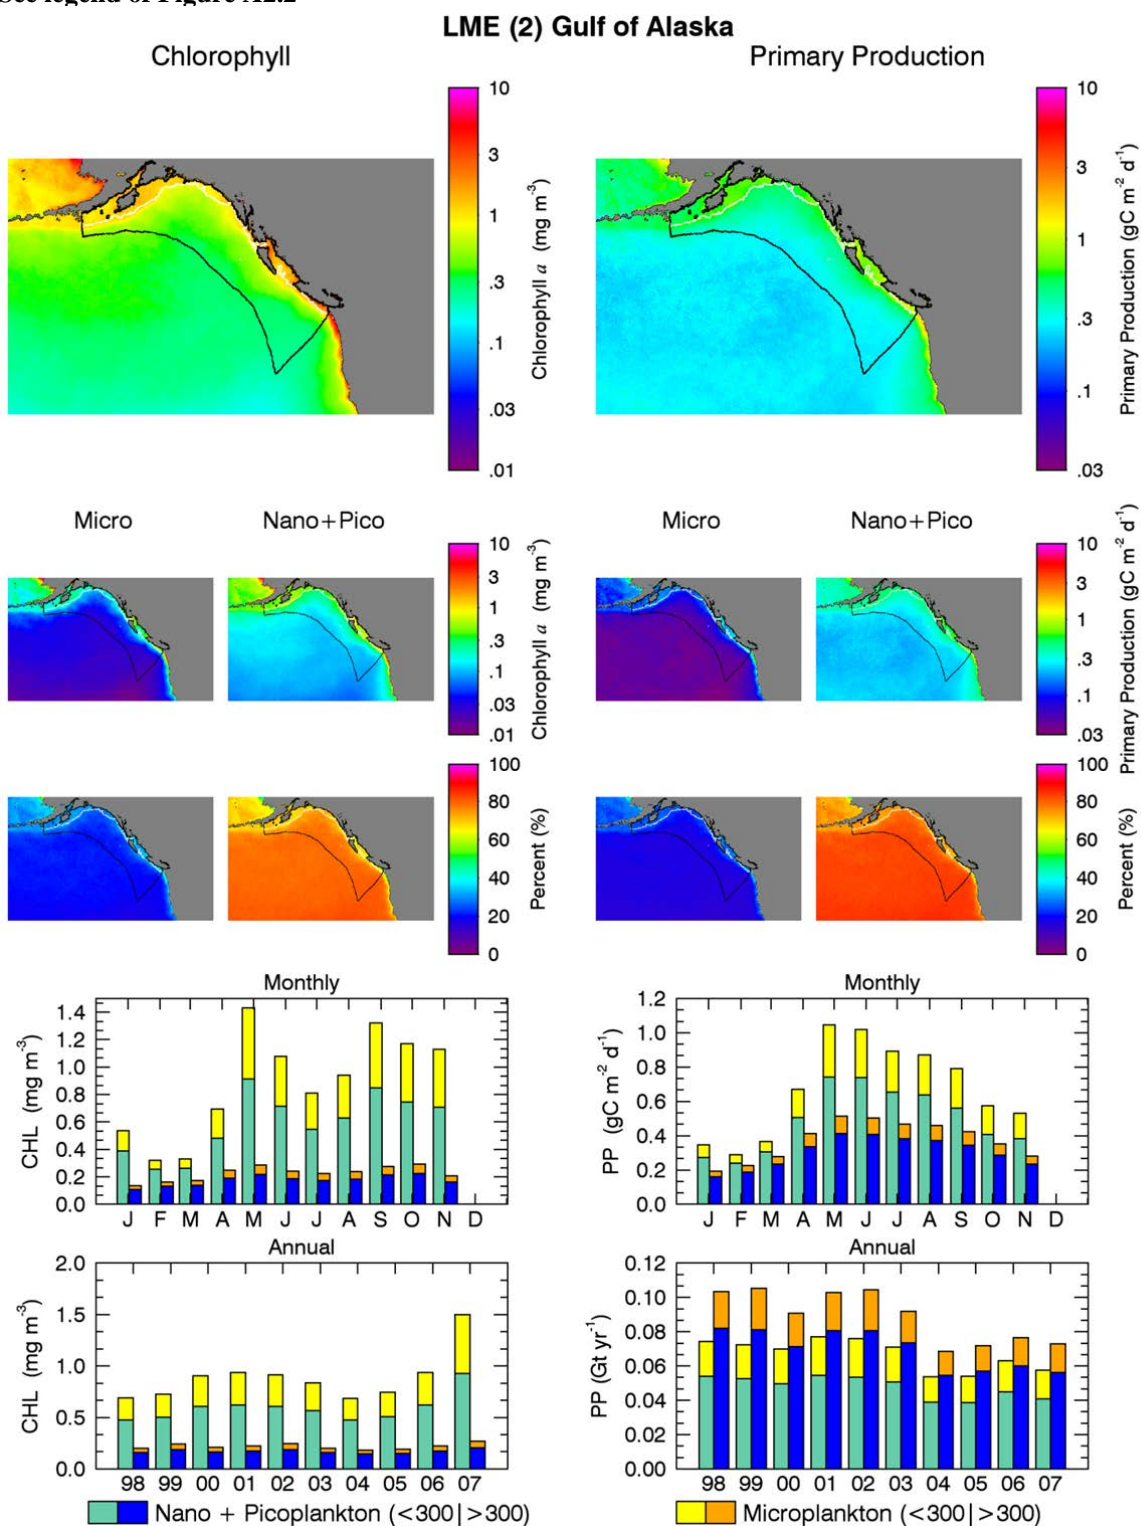 See legend of Figure A2.2
LME (2) Gulf of Alaska
Chlorophyll
Primary Production
10
3
1
.3
.1
.03
.01
Chlorophyll a (mg m-3)
10
3
1
.3
.1
.03
Primary Production (gC m-2 d-1)
Micro
Nano+Pico
10
3
1
.3
.1
.03
.01
Chlorophyll a (mg m-3)
Micro
Nano+Pico
10
3
1
.3
.1
.03
Primary Production (gC m-2 d-1)
100
80
60
40
20
0
Percent (%)
100
80
60
40
20
0
Percent (%)
Monthly
CHL (mg m-3)
1.4
1.2
1.0
0.8
0.6
0.4
0.2
0.0
J F M A M J J A S O N D
Monthly
PP (gC m-2 d-1)
1.2
1.0
0.8
0.6
0.4
0.2
0.0
J F M A M J J A S O N D
Annual
CHL (mg m-3)
2.0
1.5
1.0
0.5
0.0
98 99 00 01 02 03 04 05 06 07
Annual
PP (Gt yr-1)
0.12
0.10
0.08
0.06
0.04
0.02
0.00
98 99 00 01 02 03 04 05 06 07
Nano + Picoplankton (<300|>300)
Microplankton (<300|>300)